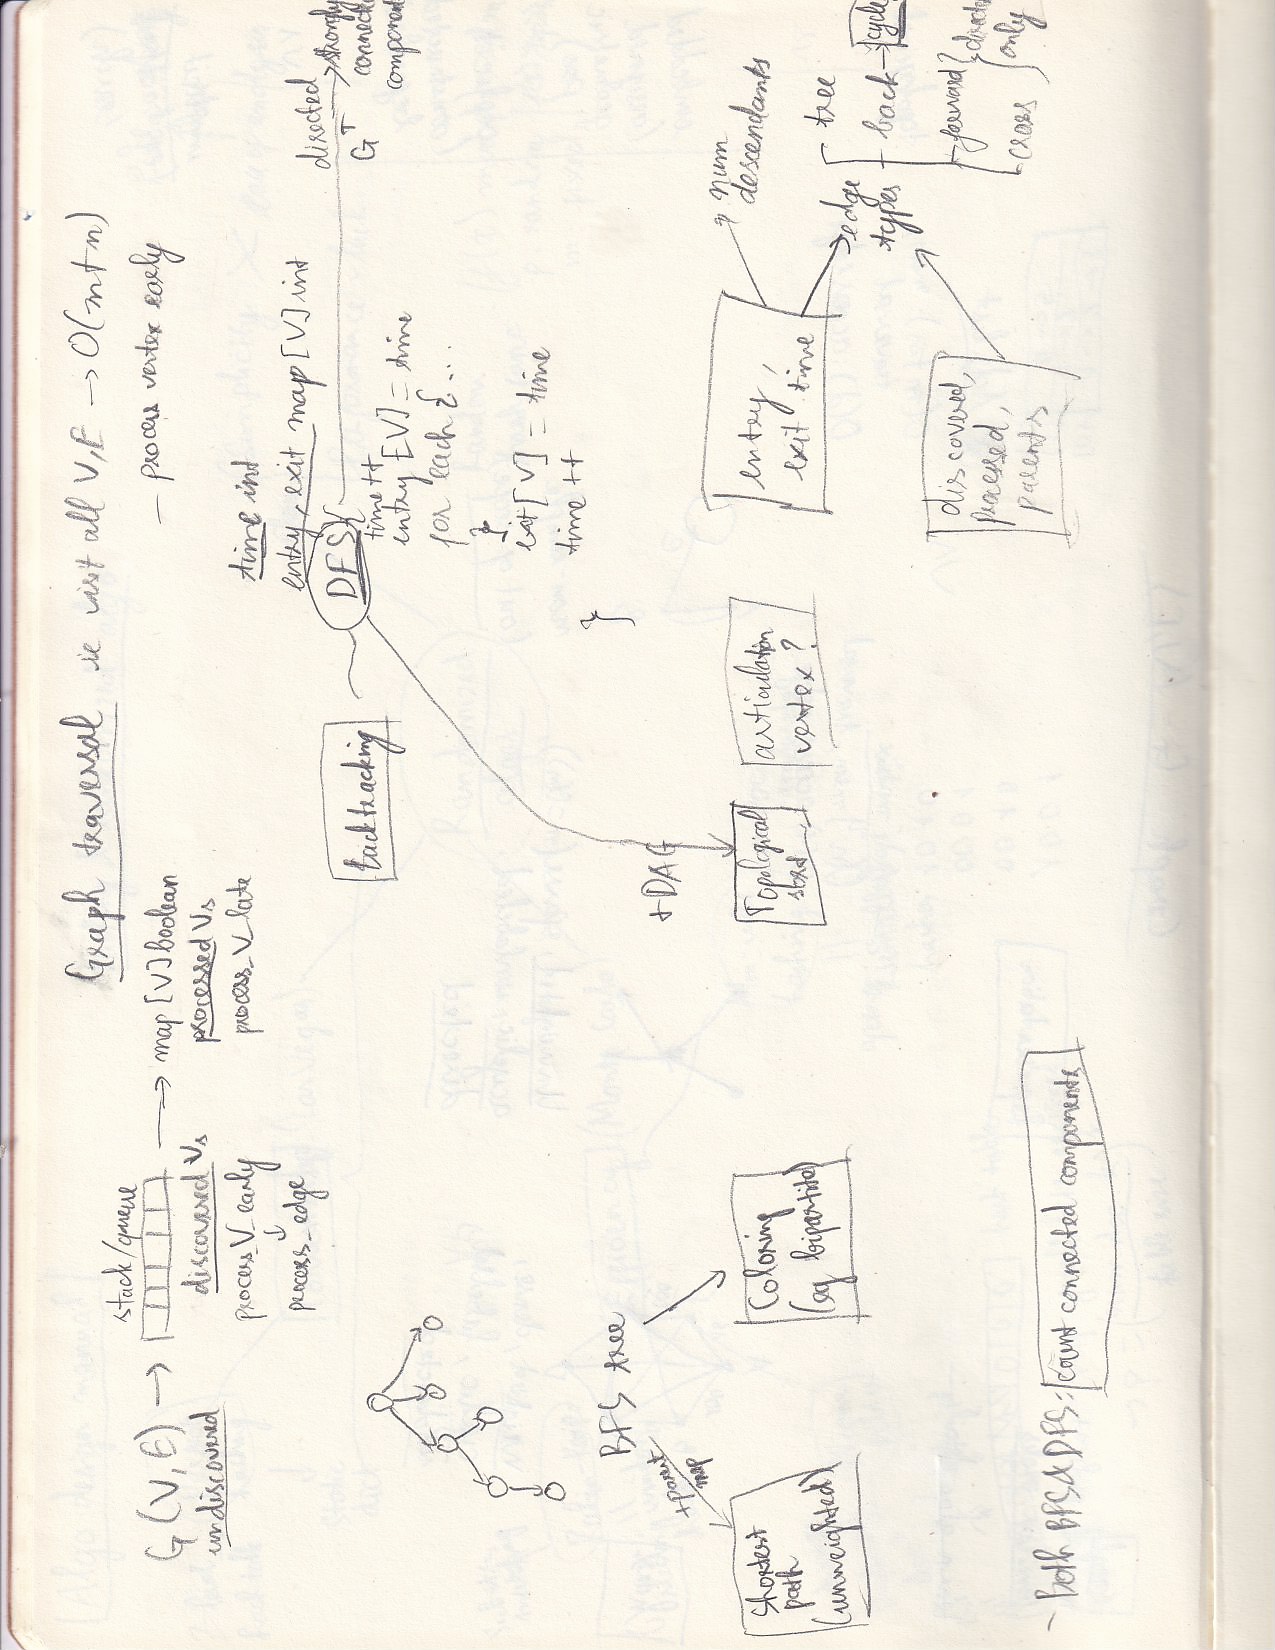 Graph traversal ie visit all V,E → O(m+n)
— process vertex early
G(V,E) →
undiscovered
stack/queue
discovered Vs
process_V_early
↓
process_edge
→ map[V]boolean
processed Vs
process_V_late
time int
entry, exit map[V]int
Backtracking
DFS{
time++
entry[V] = time
for each {...
}
exit[V] = time
time++
}
directed
G^T
strongly
connecte
component
BFS tree
+parent
map
Shortest
path
(unweighted)
Coloring
(eg bipartite)
+DAG
Topological
sort
articulation
vertex?
entry,
exit time
num
descendants
edge
types
tree
back → cycle
forward?
cross
directe
only
discovered,
processed,
parents
- Both BFS&DFS: count connected components